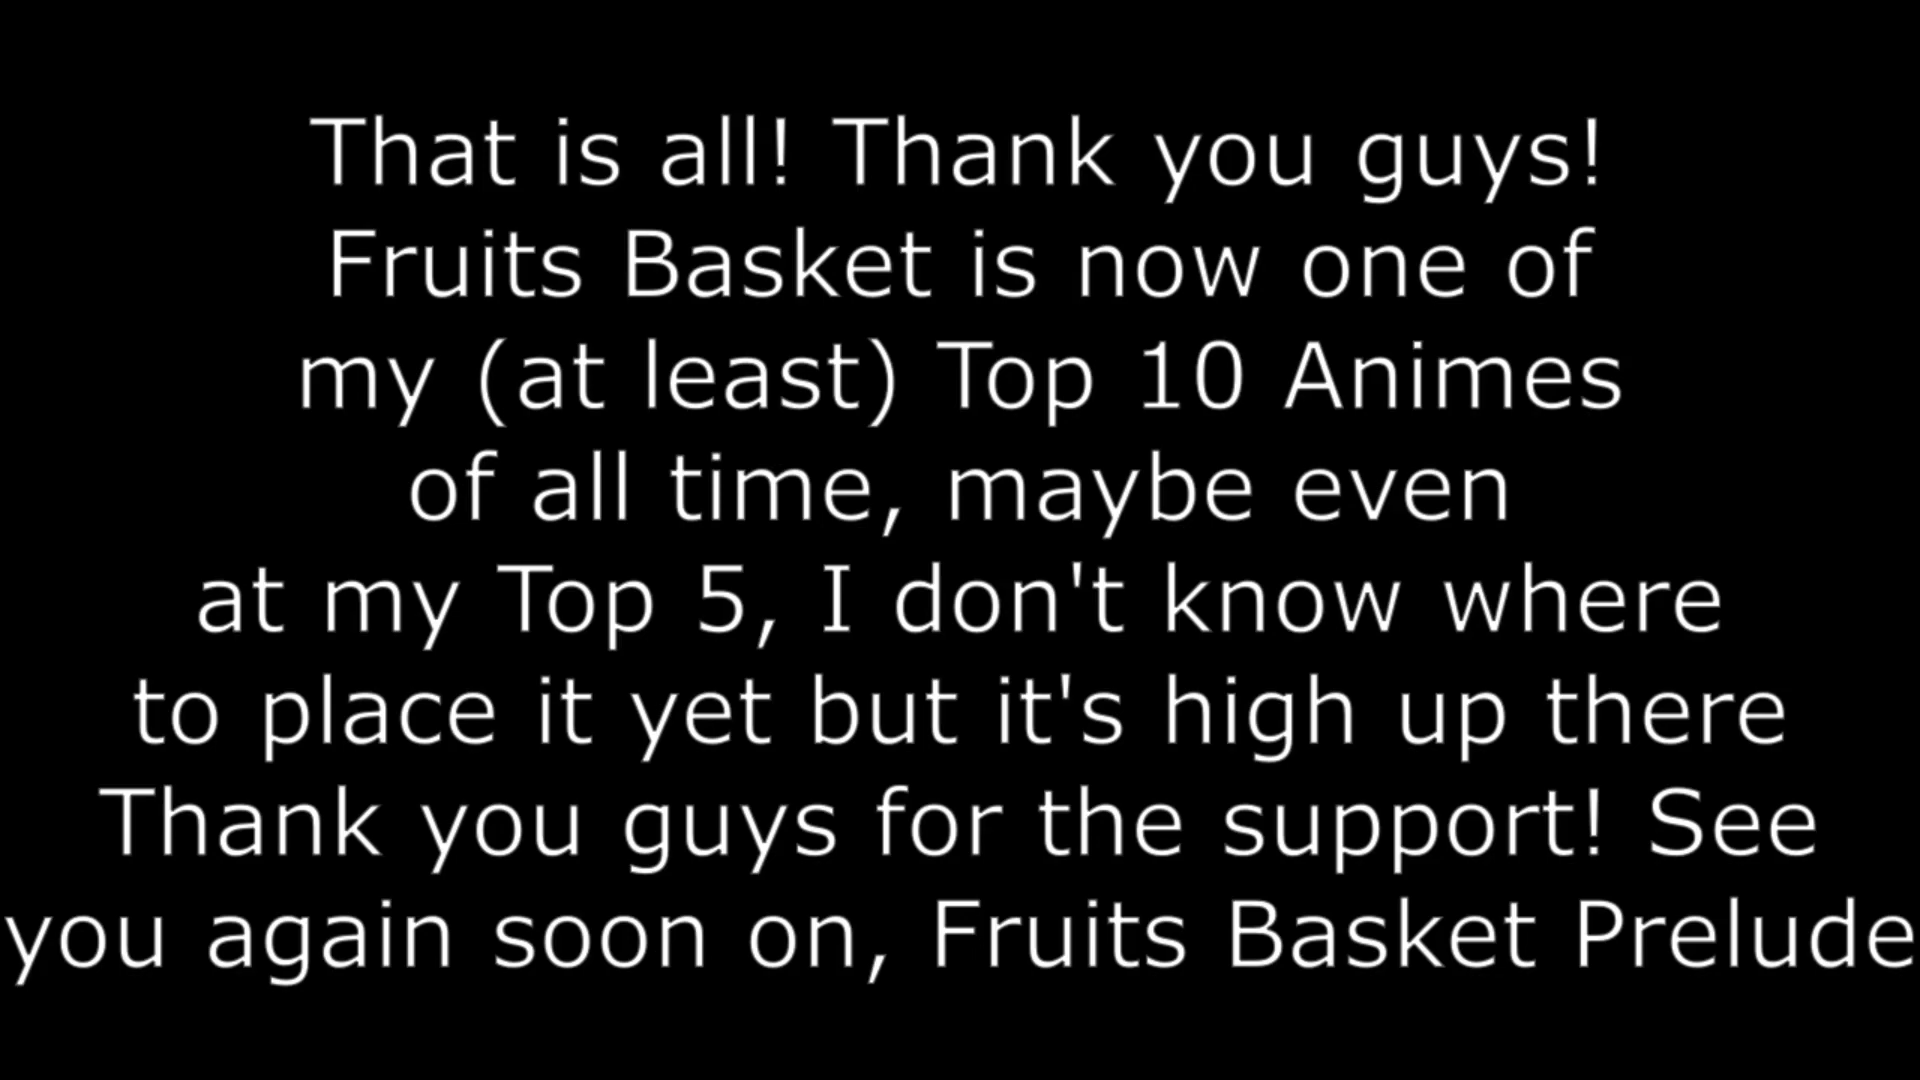 That is all! Thank you guys!
Fruits Basket is now one of
my (at least) Top 10 Animes
of all time, maybe even
at my Top 5, I don't know where
to place it yet but it's high up there
Thank you guys for the support! See
you again soon on, Fruits Basket Prelude